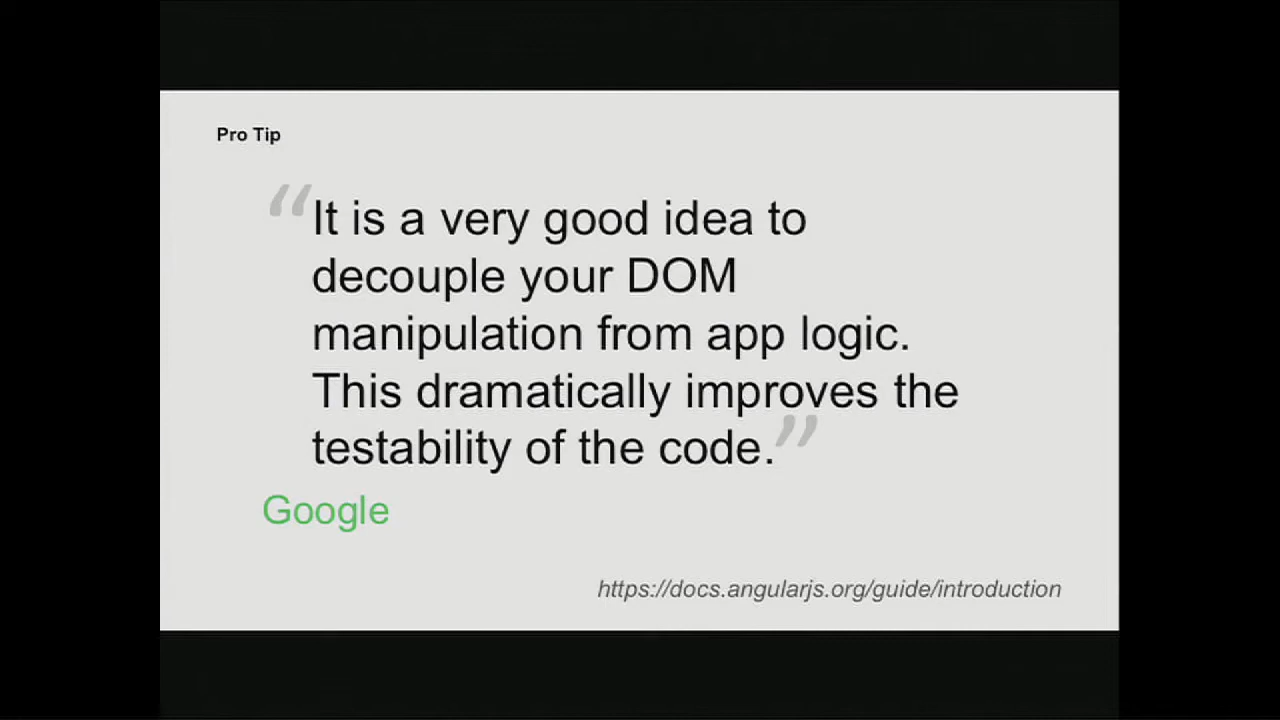 Pro Tip
“It is a very good idea to
decouple your DOM
manipulation from app logic.
This dramatically improves the
testability of the code.”
Google
https://docs.angularjs.org/guide/introduction